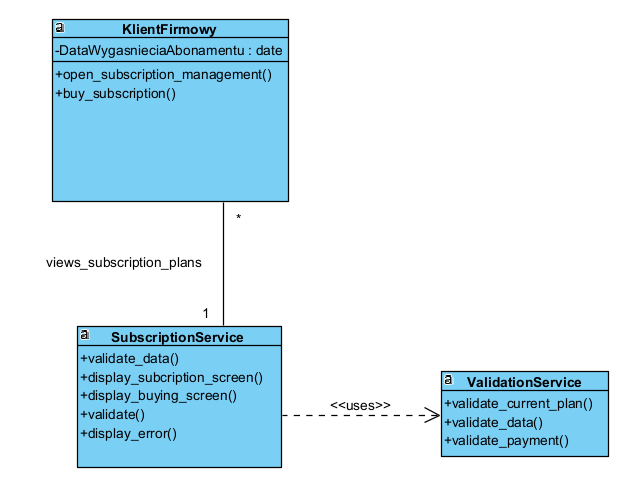 a
KlientFirmowy
-DataWygasnieciaAbonamentu : date
+open_subscription_management()
+buy_subscription()
*
views_subscription_plans
1
a
SubscriptionService
+validate_data()
+display_subcription_screen()
+display_buying_screen()
+validate()
+display_error()
<<uses>>
a
ValidationService
+validate_current_plan()
+validate_data()
+validate_payment()